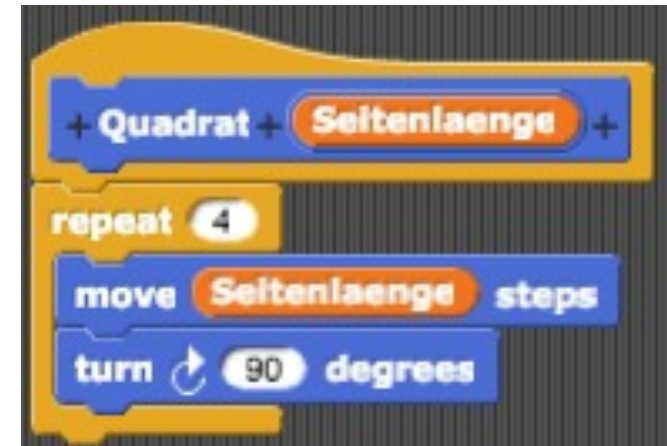 + Quadrat + Seitenlaenge +
repeat 4
move Seitenlaenge steps
turn ↻ 90 degrees